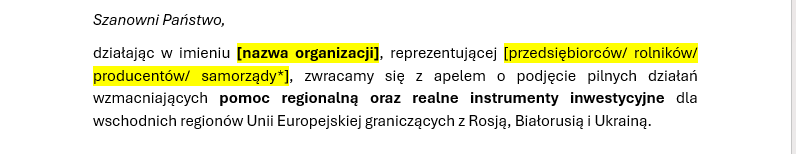 Szanowni Państwo,
działając w imieniu [nazwa organizacji], reprezentującej [przedsiębiorców/ rolników/
producentów/ samorządy*], zwracamy się z apelem o podjęcie pilnych działań
wzmacniających pomoc regionalną oraz realne instrumenty inwestycyjne dla
wschodnich regionów Unii Europejskiej graniczących z Rosją, Białorusią i Ukrainą.